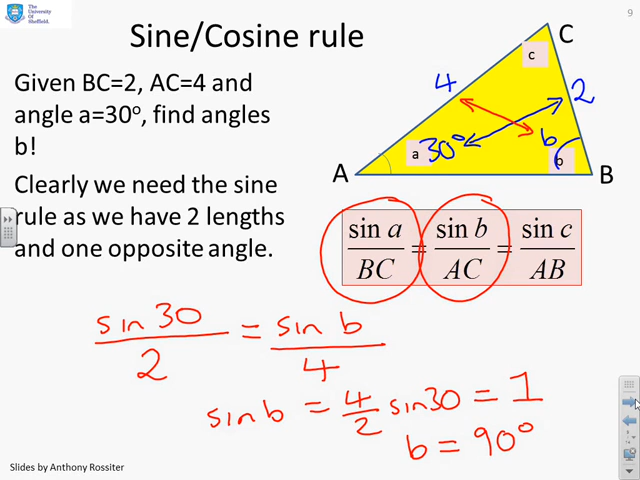 The
University
Of
Sheffield.
9
Sine/Cosine rule
Given BC=2, AC=4 and
angle a=30°, find angles
b!
Clearly we need the sine
rule as we have 2 lengths
and one opposite angle.
C
c
4
2
a 30°
b
b
A
B
sin a / BC = sin b / AC = sin c / AB
sin 30 / 2 = sin b / 4
sin b = 4/2 sin 30 = 1
b = 90°
Slides by Anthony Rossiter